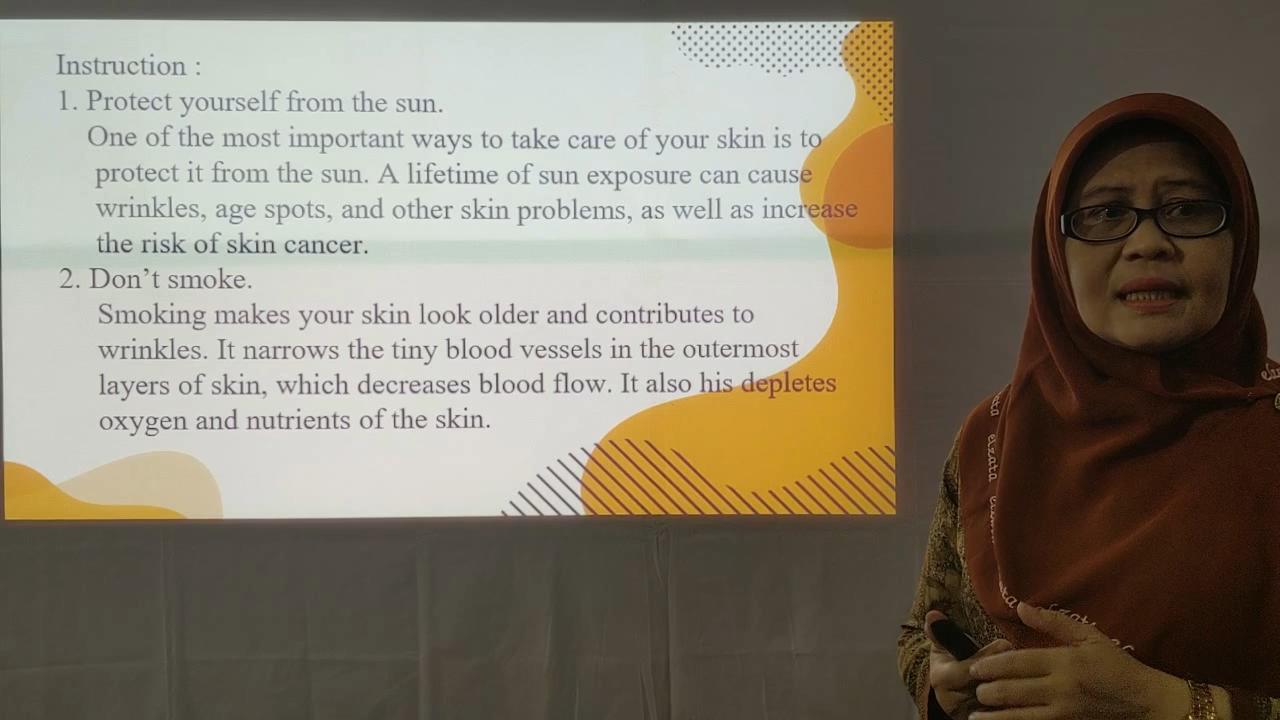 Instruction :
1. Protect yourself from the sun.
One of the most important ways to take care of your skin is to
protect it from the sun. A lifetime of sun exposure can cause
wrinkles, age spots, and other skin problems, as well as increase
the risk of skin cancer.
2. Don’t smoke.
Smoking makes your skin look older and contributes to
wrinkles. It narrows the tiny blood vessels in the outermost
layers of skin, which decreases blood flow. It also his depletes
oxygen and nutrients of the skin.
elzata